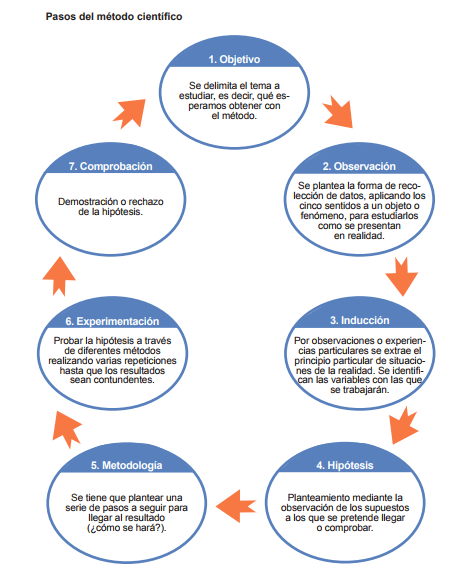 Pasos del método científico
1. Objetivo
Se delimita el tema a
estudiar, es decir, qué es-
peramos obtener con
el método.
2. Observación
Se plantea la forma de reco-
lección de datos, aplicando los
cinco sentidos a un objeto o
fenómeno, para estudiarlos
como se presentan
en realidad.
3. Inducción
Por observaciones o experien-
cias particulares se extrae el
principio particular de situacio-
nes de la realidad. Se identifi-
can las variables con las que
se trabajarán.
4. Hipótesis
Planteamiento mediante la
observación de los supuestos
a los que se pretende llegar
o comprobar.
5. Metodología
Se tiene que plantear una
serie de pasos a seguir para
llegar al resultado
(¿cómo se hará?).
6. Experimentación
Probar la hipótesis a través
de diferentes métodos
realizando varias repeticiones
hasta que los resultados
sean contundentes.
7. Comprobación
Demostración o rechazo
de la hipótesis.